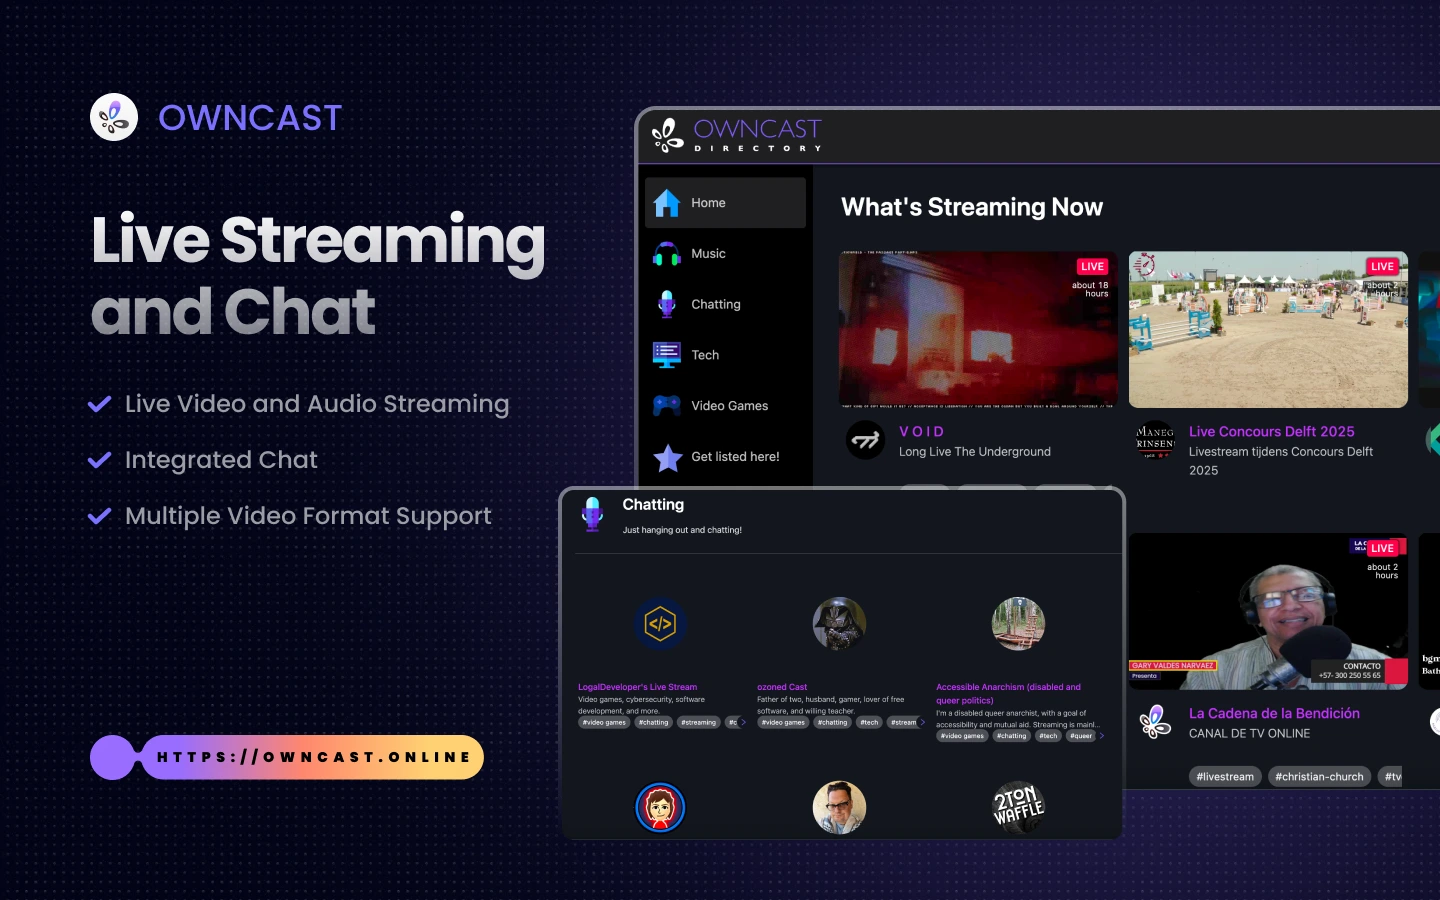 OWNCAST
Live Streaming
and Chat
Live Video and Audio Streaming
Integrated Chat
Multiple Video Format Support
HTTPS://OWNCAST.ONLINE
OWNCAST
DIRECTORY
Home
Music
Chatting
Tech
Video Games
Get listed here!
What's Streaming Now
LIVE
about 18
hours
VOID
Long Live The Underground
LIVE
about 2
hours
MANEG
RINSEN
Live Concours Delft 2025
Livestream tijdens Concours Delft
2025
LIVE
about 2
hours
GARY VALDES NARVAEZ
Presento
CONTACTO
+57- 300 250 55 65
La Cadena de la Bendición
CANAL DE TV ONLINE
#livestream #christian-church #tv
bgm
Bath
Chatting
Just hanging out and chatting!
LogalDeveloper's Live Stream
Video games, cybersecurity, software
development, and more.
#video games #chatting #streaming #c
ozoned Cast
Father of two, husband, gamer, lover of free
software, and willing teacher.
#video games #chatting #tech #stream
Accessible Anarchism (disabled and
queer politics)
I'm a disabled queer anarchist, with a goal of
accessibility and mutual aid. Streaming is mainl...
#video games #chatting #tech #queer
2TON
WAFFLE